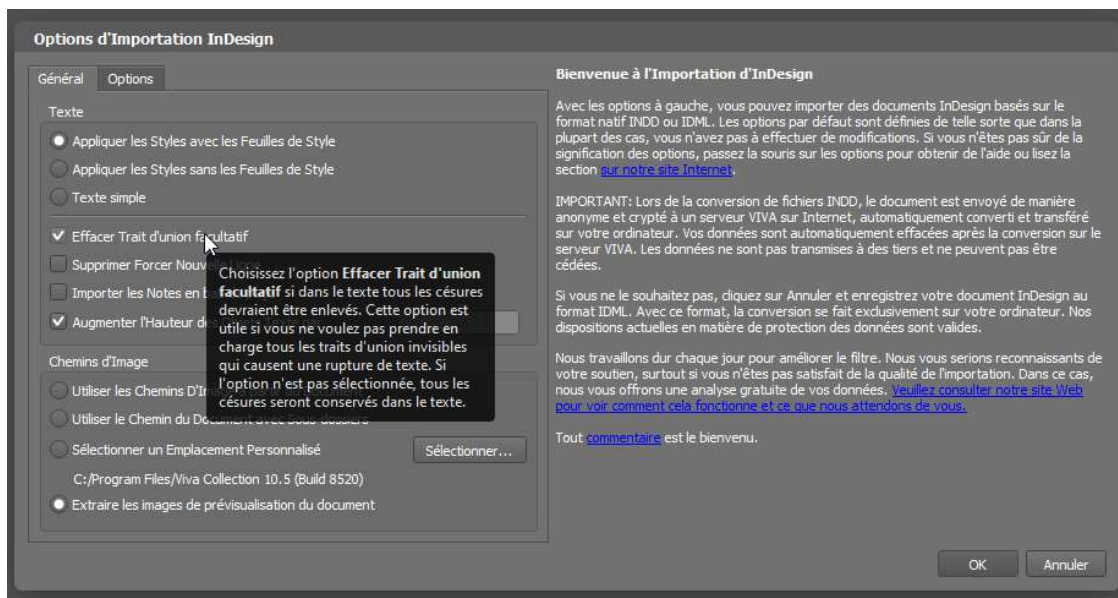 Options d'Importation InDesign
Général
Options
Texte
Appliquer les Styles avec les Feuilles de Style
Appliquer les Styles sans les Feuilles de Style
Texte simple
Effacer Trait d'union facultatif
Supprimer Forcer Nouvelle
Importer les Notes en
Augmenter l'Hauteur
Choisissez l'option Effacer Trait d'union
facultatif si dans le texte tous les césures
devraient être enlevés. Cette option est
utile si vous ne voulez pas prendre en
charge tous les traits d'union invisibles
qui causent une rupture de texte. Si
l'option n'est pas sélectionnée, tous les
césures seront conservés dans le texte.
Chemins d'Image
Utiliser les Chemins
Utiliser le Chemin du Document avec Sous-dossiers
Sélectionner un Emplacement Personnalisé
Sélectionner...
C:/Program Files/Viva Collection 10.5 (Build 8520)
Extraire les images de prévisualisation du document
Bienvenue à l'Importation d'InDesign
Avec les options à gauche, vous pouvez importer des documents InDesign basés sur le
format natif INDD ou IDML. Les options par défaut sont définies de telle sorte que dans la
plupart des cas, vous n'avez pas à effectuer de modifications. Si vous n'êtes pas sûr de la
signification des options, passez la souris sur les options pour obtenir de l'aide ou lisez la
section sur notre site Internet.
IMPORTANT: Lors de la conversion de fichiers INDD, le document est envoyé de manière
anonyme et crypté à un serveur VIVA sur Internet, automatiquement converti et transféré
sur votre ordinateur. Vos données sont automatiquement effacées après la conversion sur le
serveur VIVA. Les données ne sont pas transmises à des tiers et ne peuvent pas être
cédées.
Si vous ne le souhaitez pas, cliquez sur Annuler et enregistrez votre document InDesign au
format IDML. Avec ce format, la conversion se fait exclusivement sur votre ordinateur. Nos
dispositions actuelles en matière de protection des données sont valides.
Nous travaillons dur chaque jour pour améliorer le filtre. Nous vous serions reconnaissants de
votre soutien, surtout si vous n'êtes pas satisfait de la qualité de l'importation. Dans ce cas,
nous vous offrons une analyse gratuite de vos données. Veuillez consulter notre site Web
pour voir comment cela fonctionne et ce que nous attendons de vous.
Tout commentaire est le bienvenu.
OK
Annuler